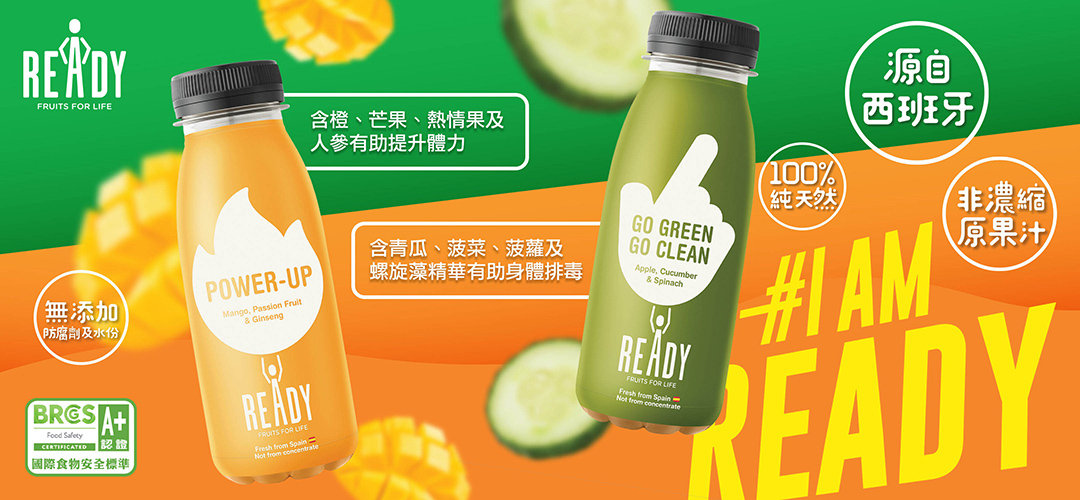 READY
FRUITS FOR LIFE
含橙、芒果、熱情果及
人參有助提升體力
源自
西班牙
100%
純天然
非濃縮
原果汁
含青瓜、菠菜、菠蘿及
螺旋藻精華有助身體排毒
無添加
防腐劑及水份
POWER-UP
Mango, Passion Fruit
& Ginseng
READY
FRUITS FOR LIFE
Fresh from Spain
Not from concentrate
GO GREEN
GO CLEAN
Apple, Cucumber
& Spinach
READY
FRUITS FOR LIFE
Fresh from Spain
Not from concentrate
#I AM
READY
BRCGS
Food Safety
CERTIFICATED
A+
認證
國際食物安全標準